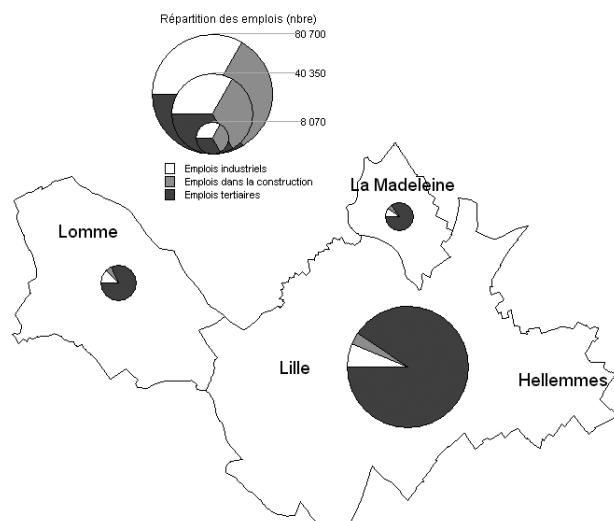 Répartition des emplois (nbre)
80 700
40 350
8 070
Emplois industriels
Emplois dans la construction
Emplois tertiaires
La Madeleine
Lomme
Lille
Hellemmes